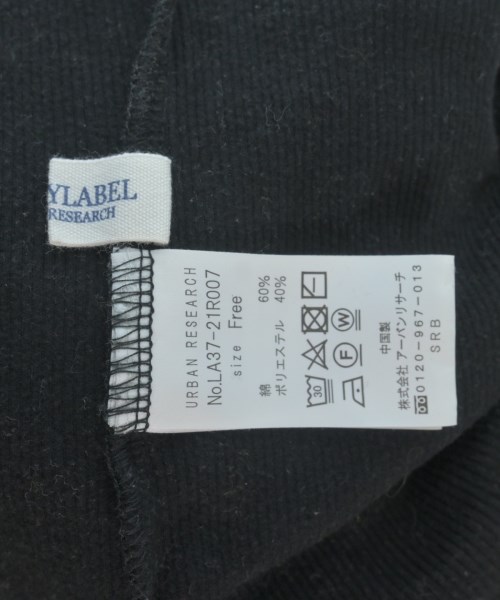 YLABEL
RESEARCH
URBAN RESEARCH
No.LA37-21R007
size Free
綿 60%
ポリエステル 40%
30
F W
中国製
株式会社 アーバンリサーチ
0120-967-013
SRB